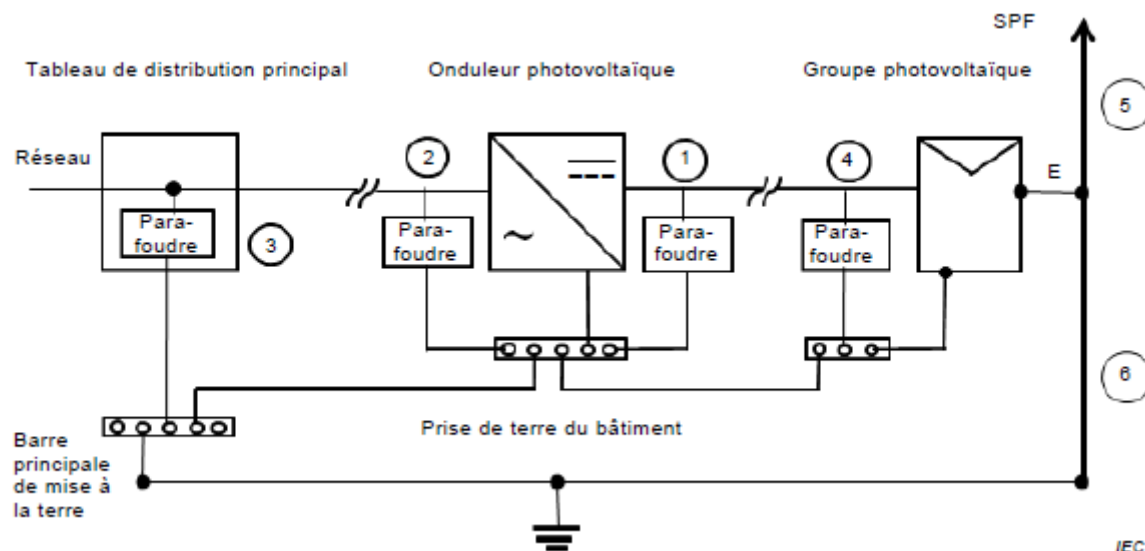 SPF
Tableau de distribution principal
Onduleur photovoltaïque
Groupe photovoltaïque
5
Réseau
2
1
4
E
Para-
foudre
3
Para-
foudre
Para-
foudre
Para-
foudre
6
Barre
principale
de mise à
la terre
Prise de terre du bâtiment
IEC